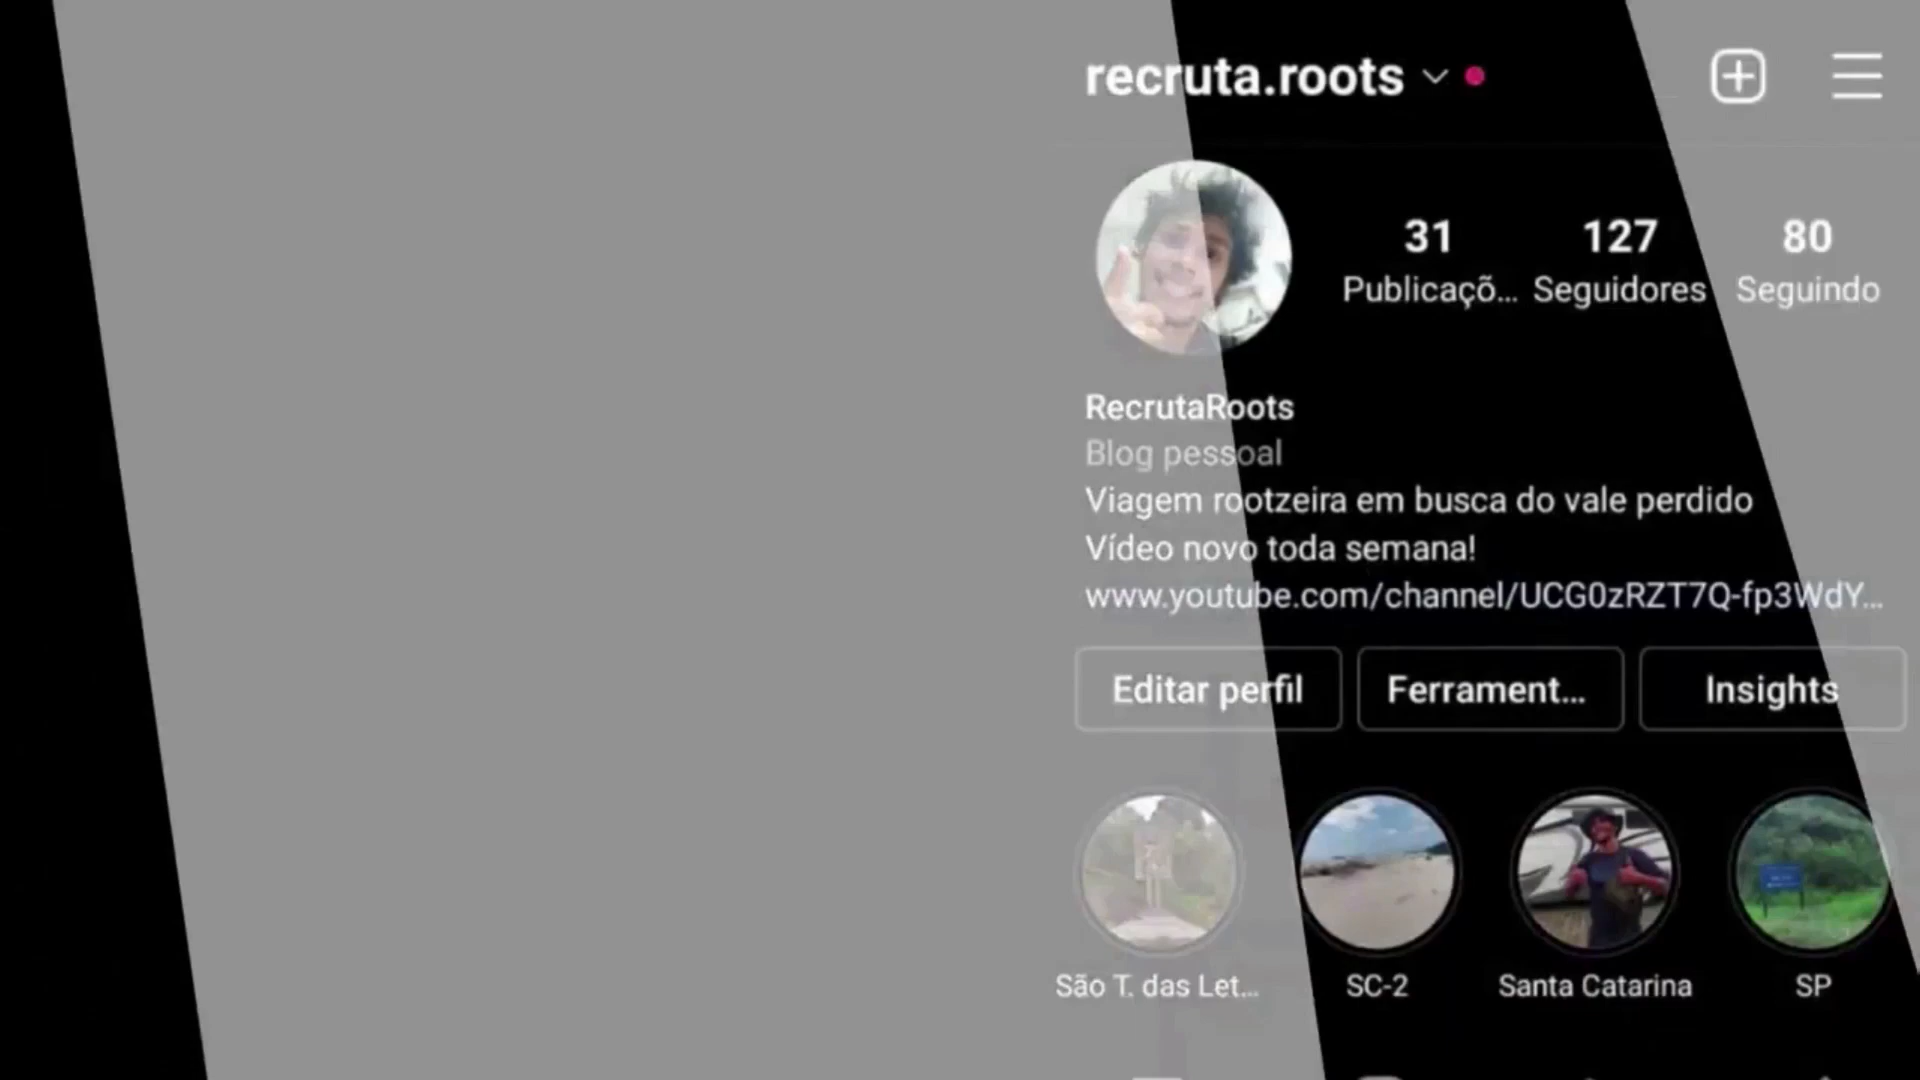 recruta.roots
31 127 80
Publicaçõ... Seguidores Seguindo
RecrutaRoots
Blog pessoal
Viagem rootzeira em busca do vale perdido
Vídeo novo toda semana!
www.youtube.com/channel/UCG0zRZT7Q-fp3WdY...
Editar perfil Ferrament... Insights
São T. das Let... SC-2 Santa Catarina SP